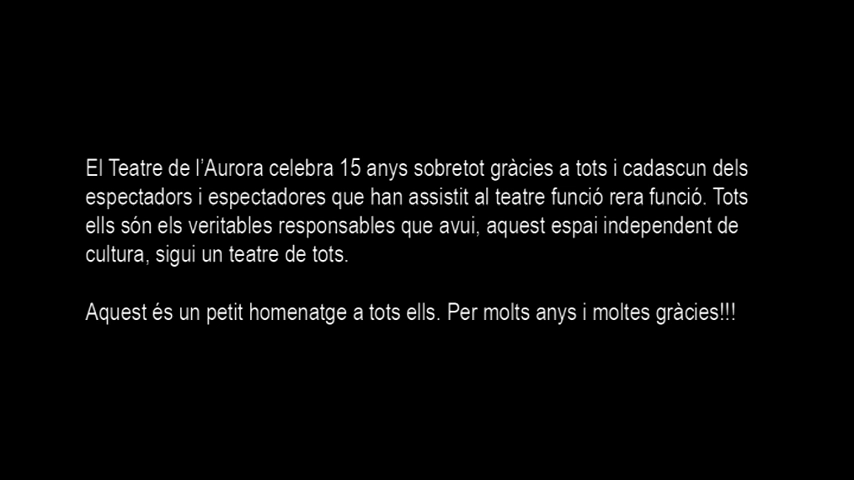 El Teatre de l’Aurora celebra 15 anys sobretot gràcies a tots i cadascun dels
espectadors i espectadores que han assistit al teatre funció rera funció. Tots
ells són els veritables responsables que avui, aquest espai independent de
cultura, sigui un teatre de tots.
Aquest és un petit homenatge a tots ells. Per molts anys i moltes gràcies!!!